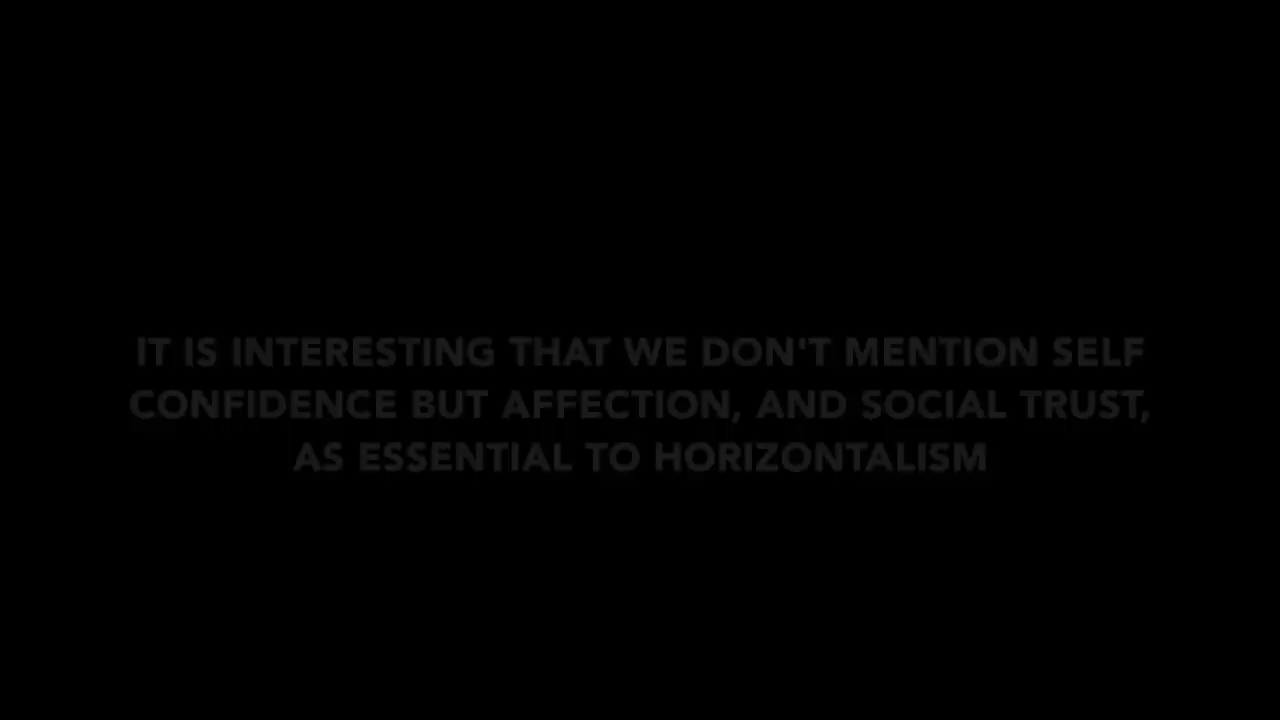 IT IS INTERESTING THAT WE DON'T MENTION SELF
CONFIDENCE BUT AFFECTION, AND SOCIAL TRUST,
AS ESSENTIAL TO HORIZONTALISM